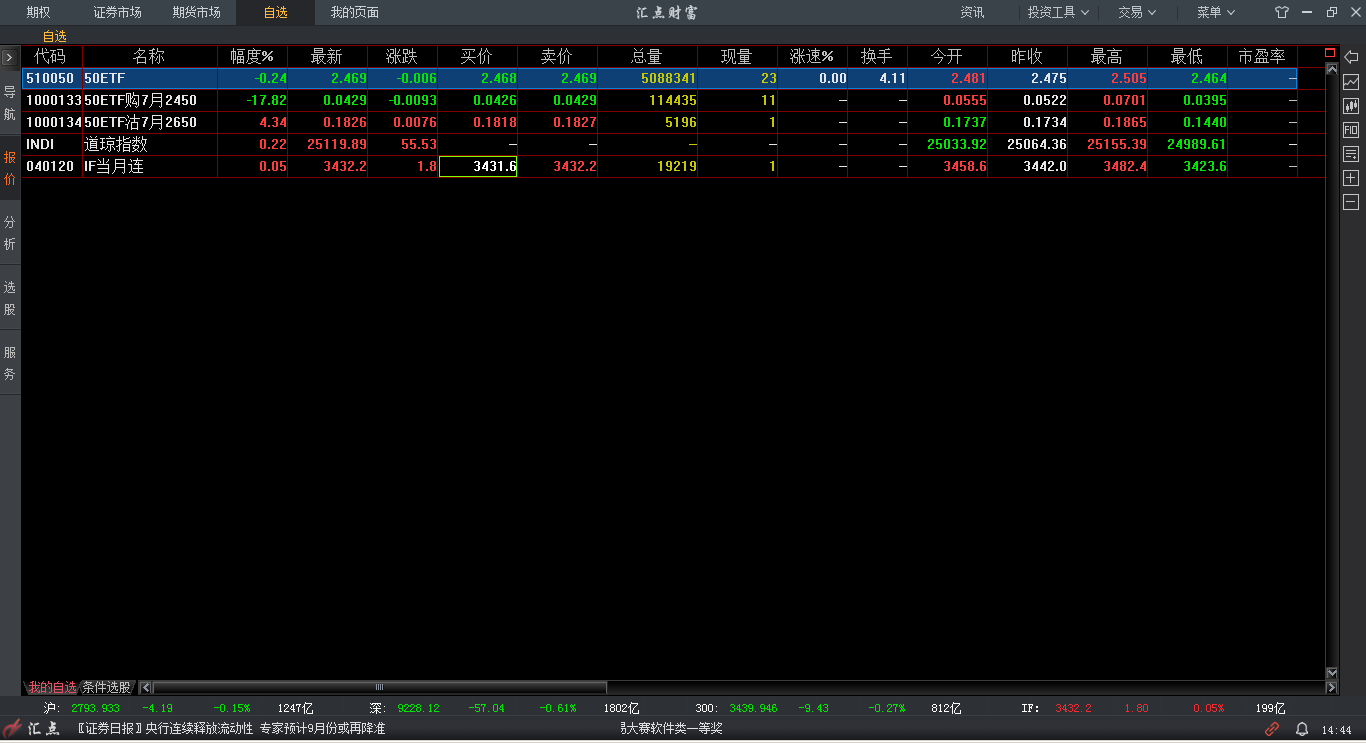 期权 证券市场 期货市场 自选 我的页面 汇点财富 资讯 投资工具 交易 菜单
自选
代码 名称 幅度% 最新 涨跌 买价 卖价 总量 现量 涨速% 换手 今开 昨收 最高 最低 市盈率
510050 50ETF -0.24 2.469 -0.006 2.468 2.469 5088341 23 0.00 4.11 2.481 2.475 2.505 2.464 —
1000133 50ETF购7月2450 -17.82 0.0429 -0.0093 0.0426 0.0429 114435 11 — — 0.0555 0.0522 0.0701 0.0395 —
1000134 50ETF沽7月2650 4.34 0.1826 0.0076 0.1818 0.1827 5196 1 — — 0.1737 0.1734 0.1865 0.1440 —
INDI 道琼指数 0.22 25119.89 55.53 — — — — — — 25033.92 25064.36 25155.39 24989.61 —
040120 IF当月连 0.05 3432.2 1.8 3431.6 3432.2 19219 1 — — 3458.6 3442.0 3482.4 3423.6 —
导航
报价
分析
选股
服务
F10
我的自选 条件选股
沪: 2793.933 -4.19 -0.15% 1247亿 深: 9228.12 -57.04 -0.61% 1802亿 300: 3439.946 -9.43 -0.27% 812亿 IF: 3432.2 1.80 0.05% 199亿
汇点 〖证券日报〗央行连续释放流动性 专家预计9月份或再降准 易大赛软件类一等奖 14:44